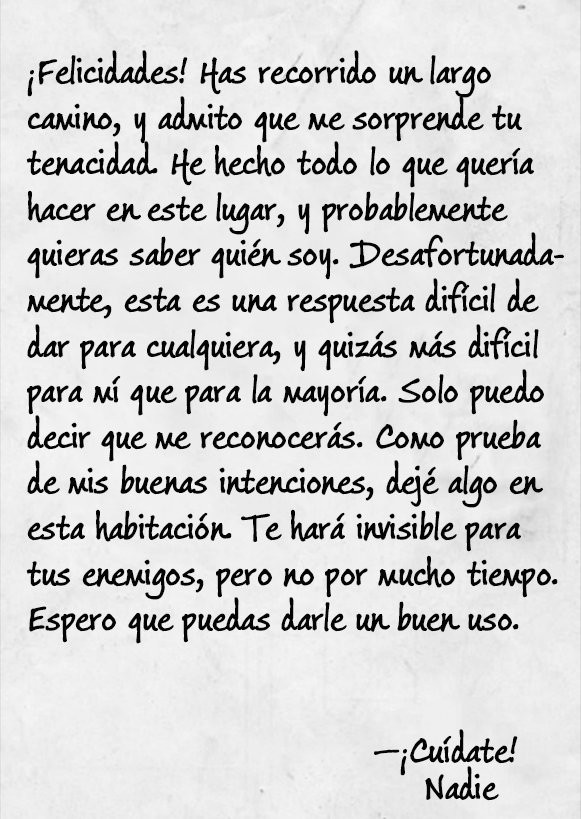 ¡Felicidades! Has recorrido un largo
camino, y admito que me sorprende tu
tenacidad. He hecho todo lo que quería
hacer en este lugar, y probablemente
quieras saber quién soy. Desafortunada-
mente, esta es una respuesta difícil de
dar para cualquiera, y quizás más difícil
para mí que para la mayoría. Solo puedo
decir que me reconocerás. Como prueba
de mis buenas intenciones, dejé algo en
esta habitación. Te hará invisible para
tus enemigos, pero no por mucho tiempo.
Espero que puedas darle un buen uso.
—¡Cuídate!
Nadie